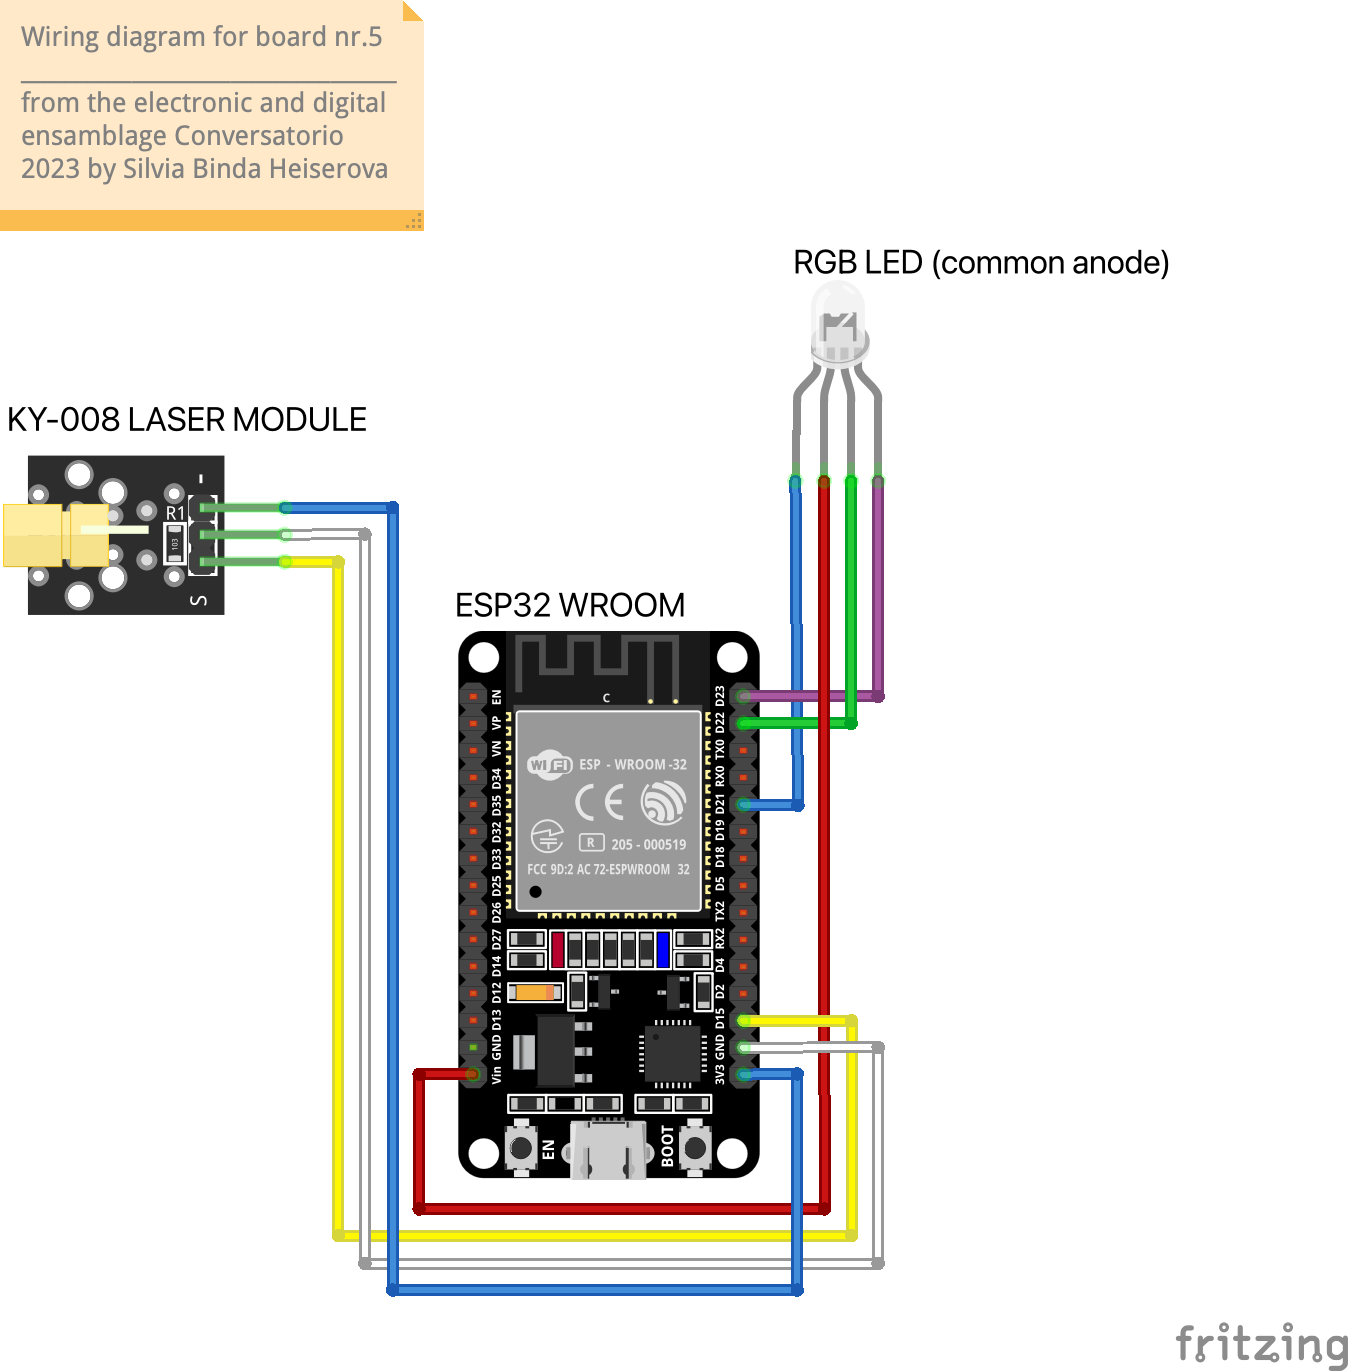 Wiring diagram for board nr.5
from the electronic and digital
ensamblage Conversatorio
2023 by Silvia Binda Heiserova
RGB LED (common anode)
KY-008 LASER MODULE
-
R1
103
S
ESP32 WROOM
C
EN
VP
VN
D34
D35
D32
D33
D25
D26
D27
D14
D12
D13
GND
Vin
D23
D22
TX0
RX0
D21
D19
D18
D5
TX2
RX2
D4
D2
D15
GND
3V3
WiFi ESP - WROOM -32
CE
R 205 - 000519
FCC 9D:2 AC 72-ESPWROOM 32
EN
BOOT
fritzing